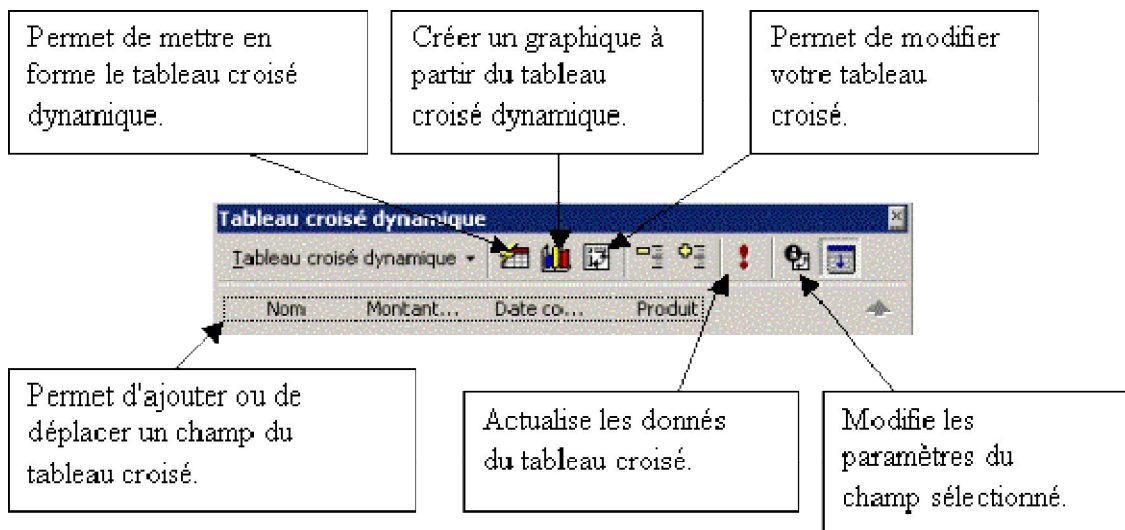 Permet de mettre en
forme le tableau croisé
dynamique.
Créer un graphique à
partir du tableau
croisé dynamique.
Permet de modifier
votre tableau
croisé.
Tableau croisé dynamique
Tableau croisé dynamique
Nom Montant... Date co... Produit
Permet d'ajouter ou de
déplacer un champ du
tableau croisé.
Actualise les donnés
du tableau croisé.
Modifie les
paramètres du
champ sélectionné.